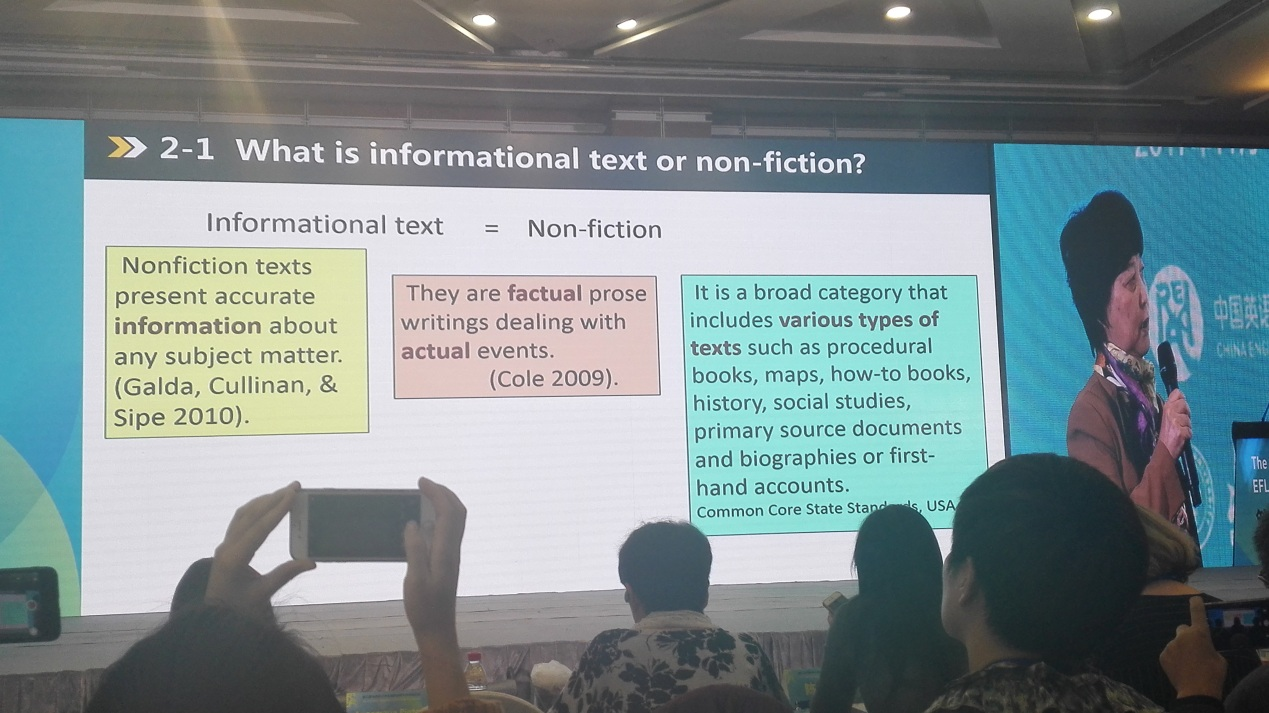 2-1 What is informational text or non-fiction?
Informational text = Non-fiction
Nonfiction texts
present accurate
information about
any subject matter.
(Galda, Cullinan, &
Sipe 2010).
They are factual prose
writings dealing with
actual events.
(Cole 2009).
It is a broad category that
includes various types of
texts such as procedural
books, maps, how-to books,
history, social studies,
primary source documents
and biographies or first-
hand accounts.
Common Core State Standards, USA
中国英语
CHINA ENG
The
EFL